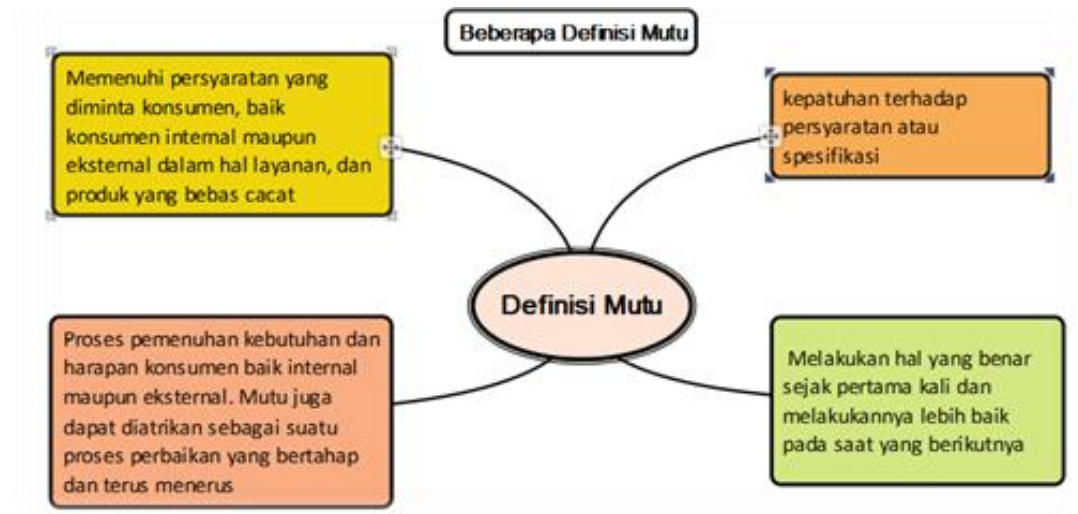 Beberapa Definisi Mutu
Memenuhi persyaratan yang
diminta konsumen, baik
konsumen internal maupun
eksternal dalam hal layanan, dan
produk yang bebas cacat
kepatuhan terhadap
persyaratan atau
spesifikasi
Definisi Mutu
Proses pemenuhan kebutuhan dan
harapan konsumen baik internal
maupun eksternal. Mutu juga
dapat diatrikan sebagai suatu
proses perbaikan yang bertahap
dan terus menerus
Melakukan hal yang benar
sejak pertama kali dan
melakukannya lebih baik
pada saat yang berikutnya